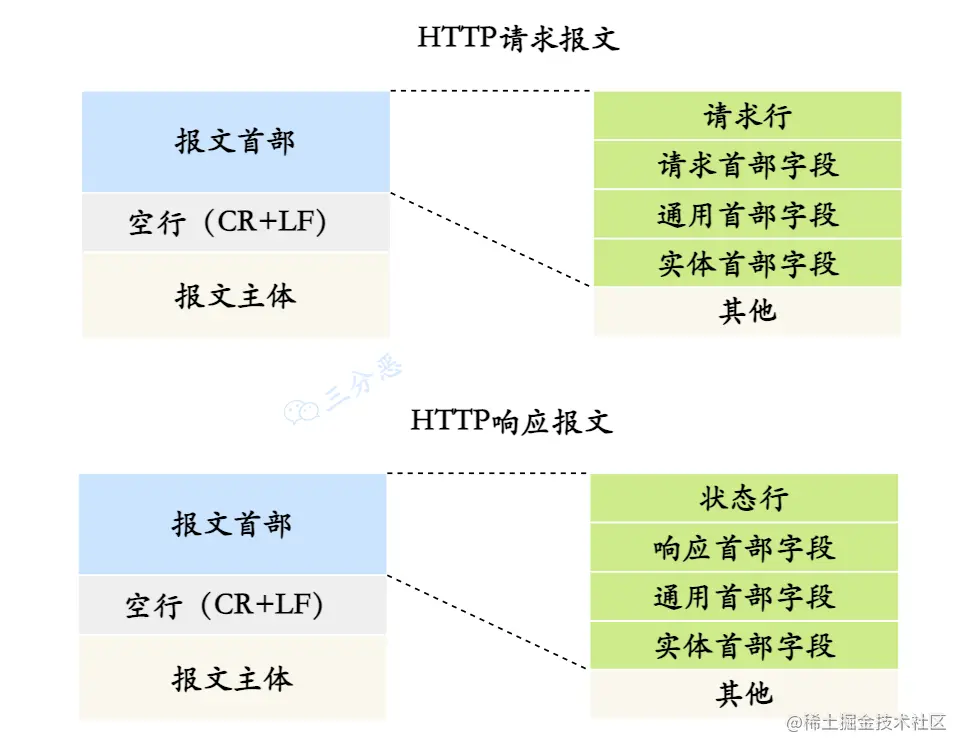 HTTP请求报文
报文首部
空行（CR+LF）
报文主体
请求行
请求首部字段
通用首部字段
实体首部字段
其他
三分恶
HTTP响应报文
报文首部
空行（CR+LF）
报文主体
状态行
响应首部字段
通用首部字段
实体首部字段
其他
@稀土掘金技术社区